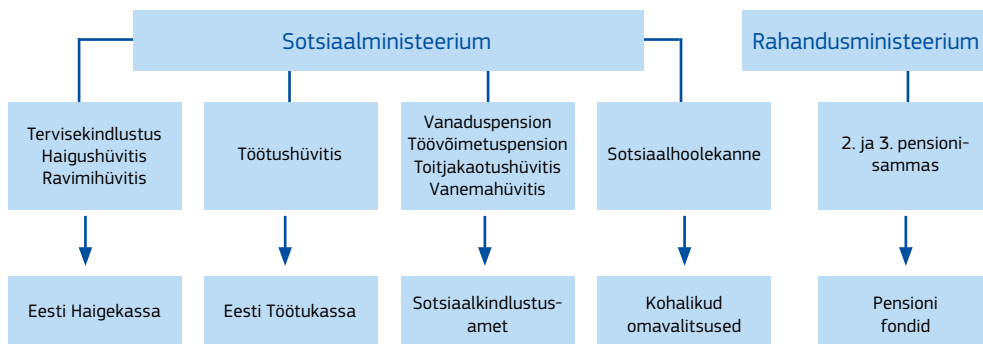 Sotsiaalministeerium
Rahandusministeerium
Tervisekindlustus
Haigushüvitis
Ravimihüvitis
Töötushüvitis
Vanaduspension
Töövõimetuspension
Toitjakaotushüvitis
Vanemahüvitis
Sotsiaalhoolekanne
2. ja 3. pensioni-
sammas
Eesti Haigekassa
Eesti Töötukassa
Sotsiaalkindlustus-
amet
Kohalikud
omavalitsused
Pensioni
fondid